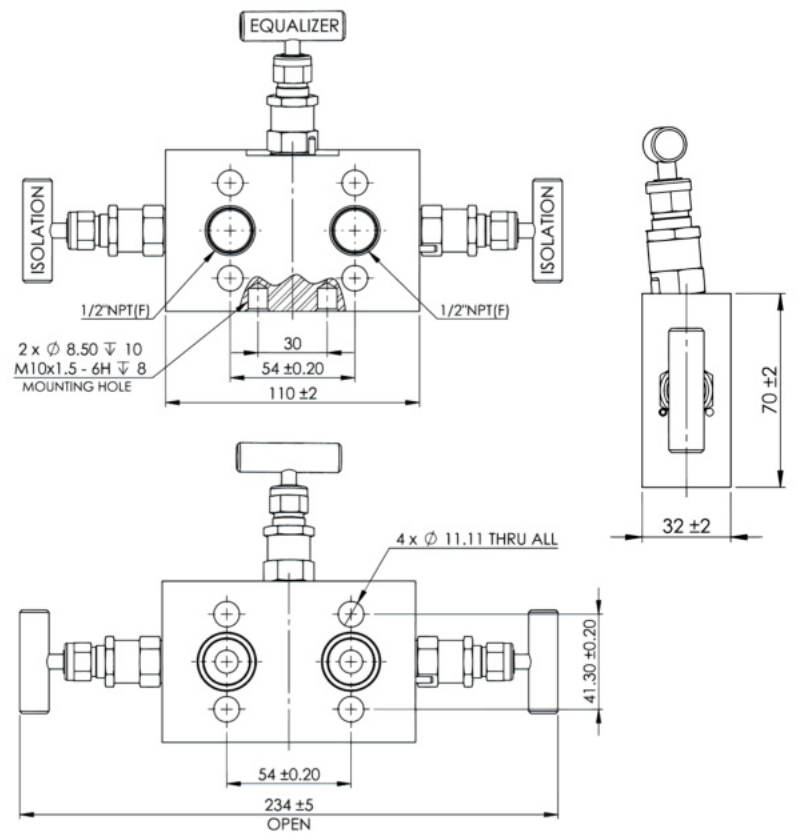 EQUALIZER
ISOLATION
ISOLATION
1/2"NPT(F)
1/2"NPT(F)
2 x Ø 8.50 ↧ 10
M10x1.5 - 6H ↧ 8
MOUNTING HOLE
30
54 ±0.20
110 ±2
70 ±2
32 ±2
4 x Ø 11.11 THRU ALL
41.30 ±0.20
54 ±0.20
234 ±5
OPEN